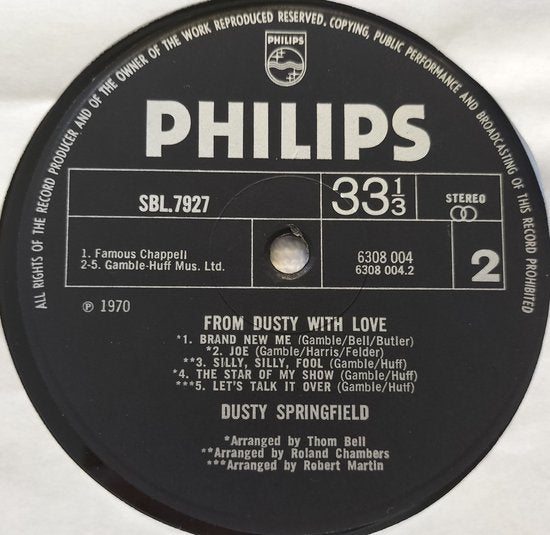 ALL RIGHTS OF THE RECORD PRODUCER AND OF THE OWNER OF THE WORK REPRODUCED RESERVED. COPYING, PUBLIC PERFORMANCE AND BROADCASTING OF THIS RECORD PROHIBITED
PHILIPS
PHILIPS
SBL.7927
33 1/3
STEREO
1. Famous Chappell
2-5. Gamble-Huff Mus. Ltd.
6308 004
6308 004.2
2
℗ 1970
FROM DUSTY WITH LOVE
*1. BRAND NEW ME (Gamble/Bell/Butler)
*2. JOE (Gamble/Harris/Felder)
**3. SILLY, SILLY, FOOL (Gamble/Huff)
*4. THE STAR OF MY SHOW (Gamble/Huff)
***5. LET'S TALK IT OVER (Gamble/Huff)
DUSTY SPRINGFIELD
*Arranged by Thom Bell
**Arranged by Roland Chambers
***Arranged by Robert Martin